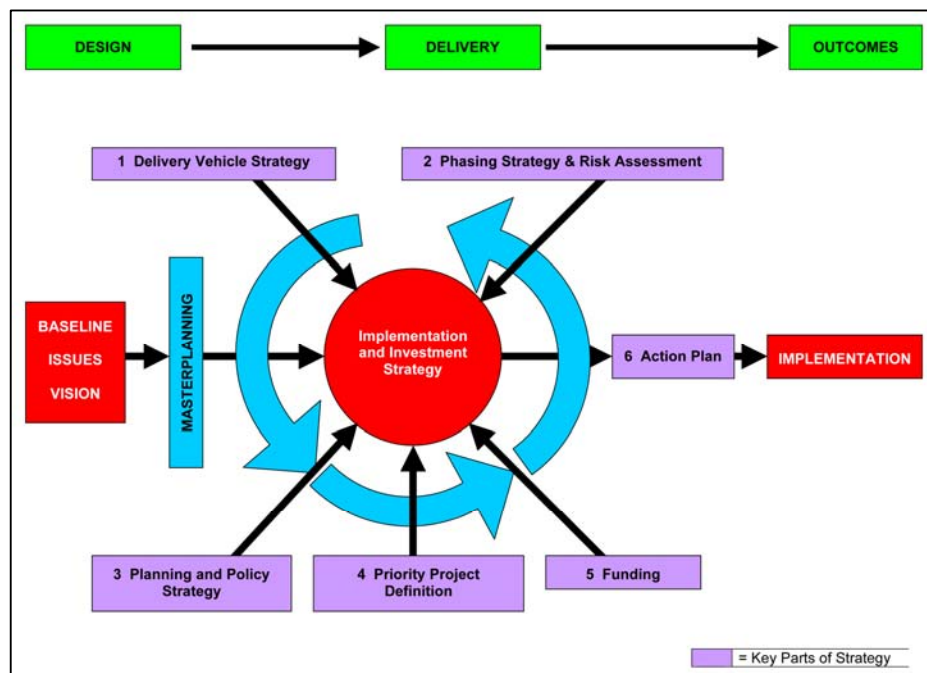 DESIGN
DELIVERY
OUTCOMES
1 Delivery Vehicle Strategy
2 Phasing Strategy & Risk Assessment
BASELINE
ISSUES
VISION
MASTERPLANNING
Implementation
and Investment
Strategy
6 Action Plan
IMPLEMENTATION
3 Planning and Policy
Strategy
4 Priority Project
Definition
5 Funding
= Key Parts of Strategy